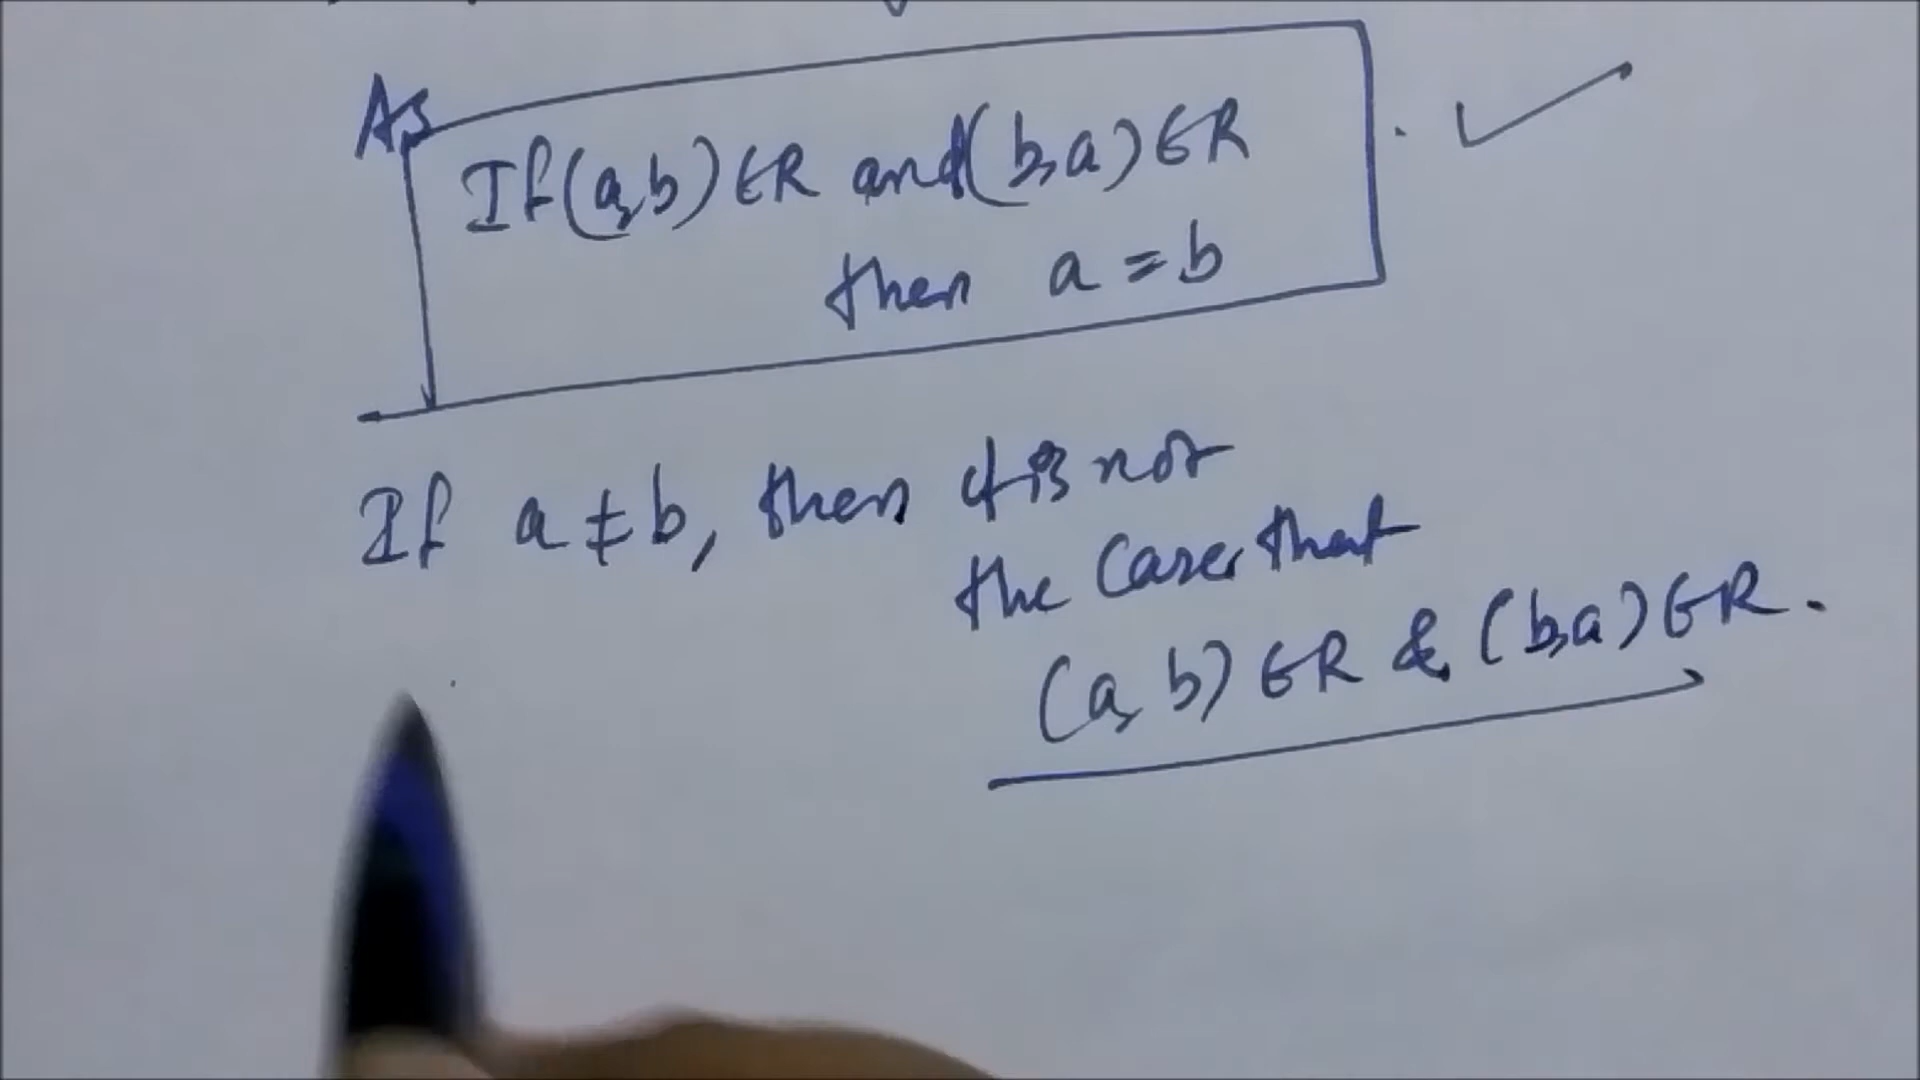 As
If (a, b) ∈ R and (b, a) ∈ R
then a = b
If a ≠ b, then it is not
the case that
(a, b) ∈ R & (b, a) ∈ R.